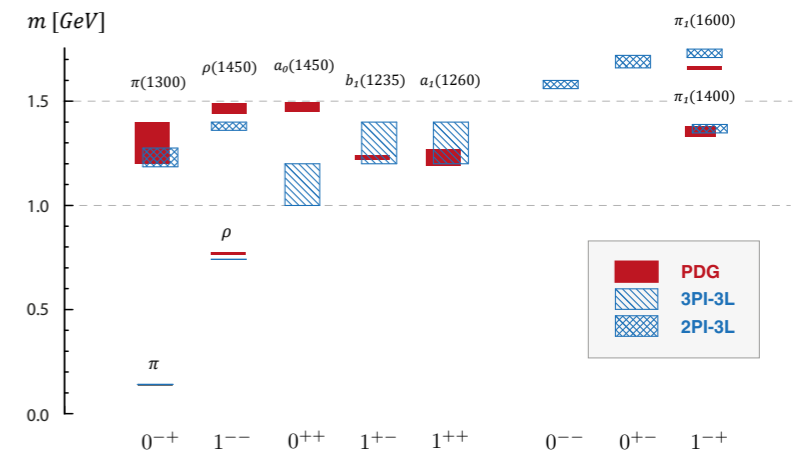 m [GeV]
π₁(1600)
ρ(1450)
a₀(1450)
π(1300)
b₁(1235)
a₁(1260)
π₁(1400)
1.5
1.0
ρ
PDG
3PI-3L
2PI-3L
0.5
π
0.0
0⁻⁺ 1⁻⁻ 0⁺⁺ 1⁺⁻ 1⁺⁺ 0⁻⁻ 0⁺⁻ 1⁻⁺